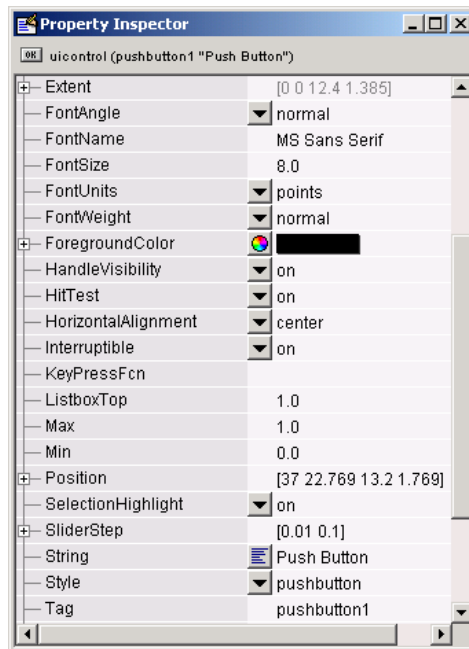 Property Inspector
OK uicontrol (pushbutton1 "Push Button")
Extent [0 0 12.4 1.385]
FontAngle normal
FontName MS Sans Serif
FontSize 8.0
FontUnits points
FontWeight normal
ForegroundColor
HandleVisibility on
HitTest on
HorizontalAlignment center
Interruptible on
KeyPressFcn
ListboxTop 1.0
Max 1.0
Min 0.0
Position [37 22.769 13.2 1.769]
SelectionHighlight on
SliderStep [0.01 0.1]
String Push Button
Style pushbutton
Tag pushbutton1